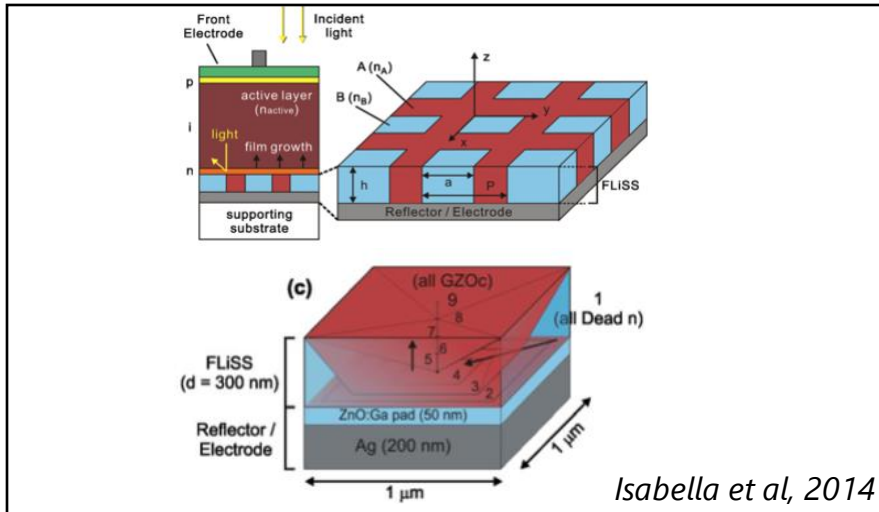 Front
Electrode
Incident
light
p
active layer
(nactive)
i
light
film growth
n
supporting
substrate
z
A (nA)
B (nB)
y
x
h
a
P
FLiSS
Reflector / Electrode
(c)
(all GZOc)
9
8
7
6
5
4
3
2
1
(all Dead n)
FLiSS
(d = 300 nm)
ZnO:Ga pad (50 nm)
Reflector /
Electrode
Ag (200 nm)
1 μm
1 μm
Isabella et al, 2014